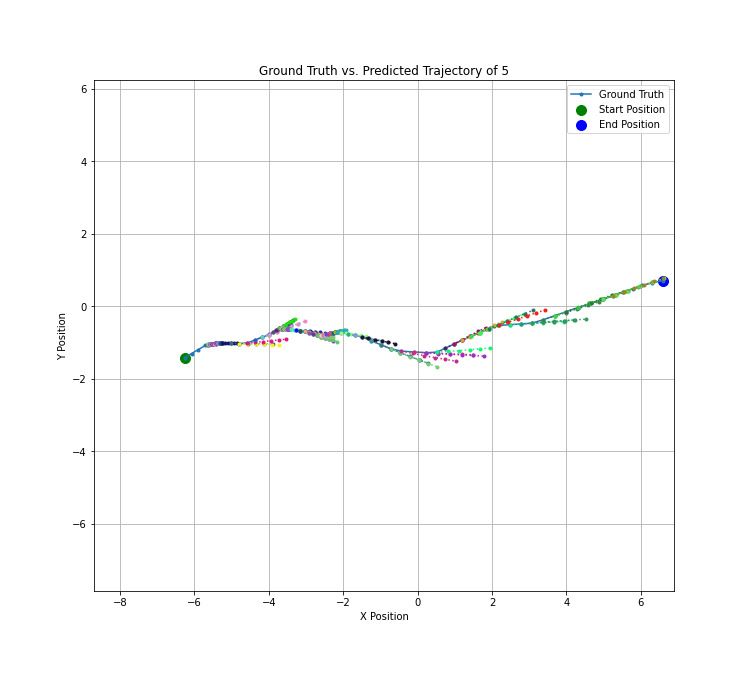 Ground Truth vs. Predicted Trajectory of 5
Ground Truth
Start Position
End Position
6
4
2
0
−2
−4
−6
Y Position
−8 −6 −4 −2 0 2 4 6
X Position